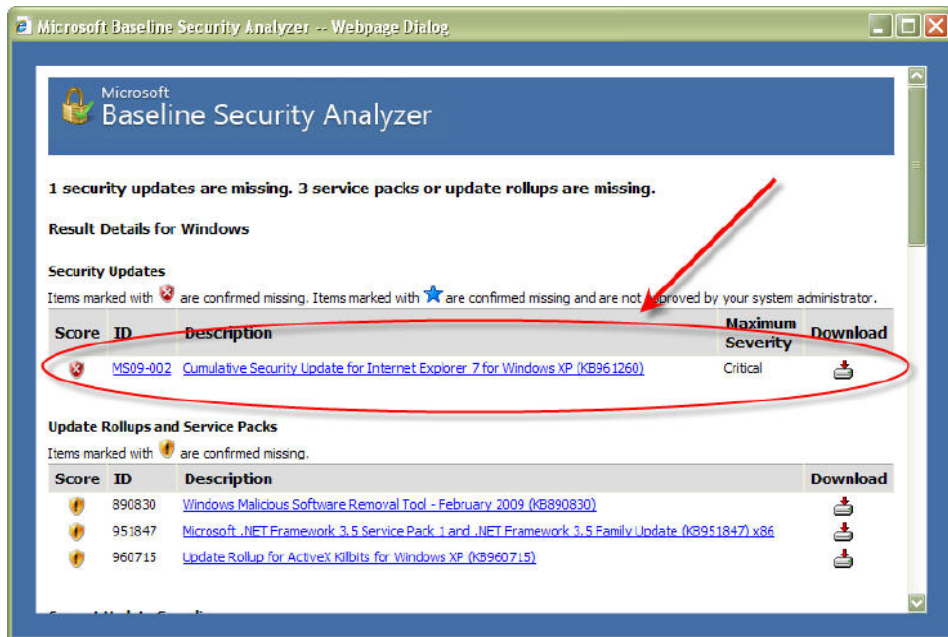 Microsoft Baseline Security Analyzer -- Webpage Dialog
Microsoft
Baseline Security Analyzer
1 security updates are missing. 3 service packs or update rollups are missing.
Result Details for Windows
Security Updates
Items marked with are confirmed missing. Items marked with are confirmed missing and are not approved by your system administrator.
Score ID Description Maximum Severity Download
MS09-002 Cumulative Security Update for Internet Explorer 7 for Windows XP (KB961260) Critical
Update Rollups and Service Packs
Items marked with are confirmed missing.
Score ID Description Download
890830 Windows Malicious Software Removal Tool - February 2009 (KB890830)
951847 Microsoft .NET Framework 3.5 Service Pack 1 and .NET Framework 3.5 Family Update (KB951847) x86
960715 Update Rollup for ActiveX Killbits for Windows XP (KB960715)